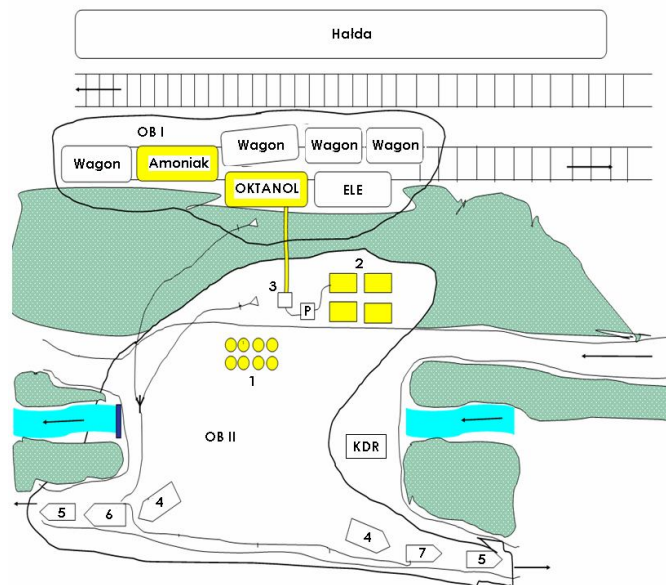 Hałda
OB I
Wagon
Amoniak
Wagon
Wagon
Wagon
OKTANOL
ELE
2
3
P
1
OB II
KDR
5
6
4
4
7
5